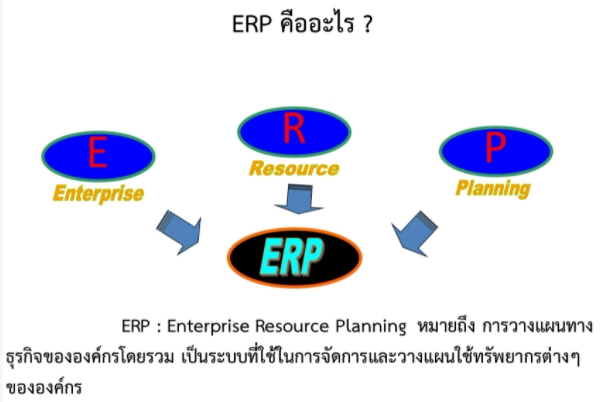 ERP คืออะไร ?
E
R
P
Enterprise
Resource
Planning
ERP
ERP : Enterprise Resource Planning หมายถึง การวางแผนทาง
ธุรกิจขององค์กรโดยรวม เป็นระบบที่ใช้ในการจัดการและวางแผนใช้ทรัพยากรต่างๆ
ขององค์กร